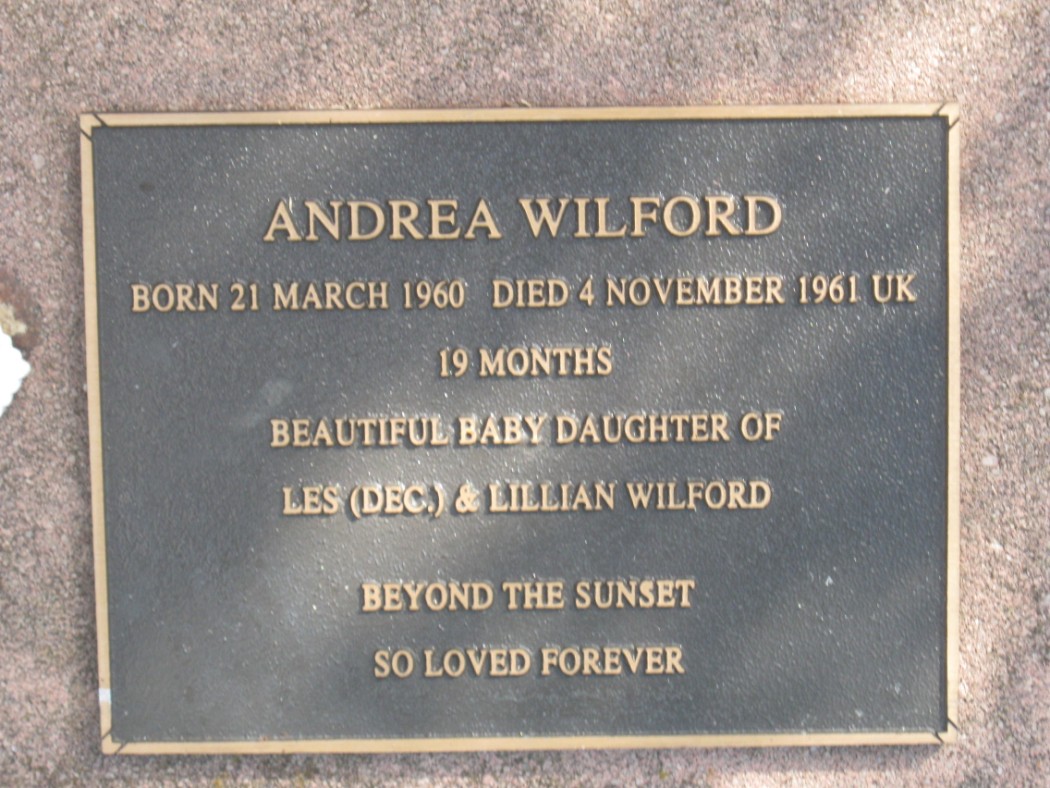 ANDREA WILFORD
BORN 21 MARCH 1960 DIED 4 NOVEMBER 1961 UK
19 MONTHS
BEAUTIFUL BABY DAUGHTER OF
LES (DEC.) & LILLIAN WILFORD
BEYOND THE SUNSET
SO LOVED FOREVER